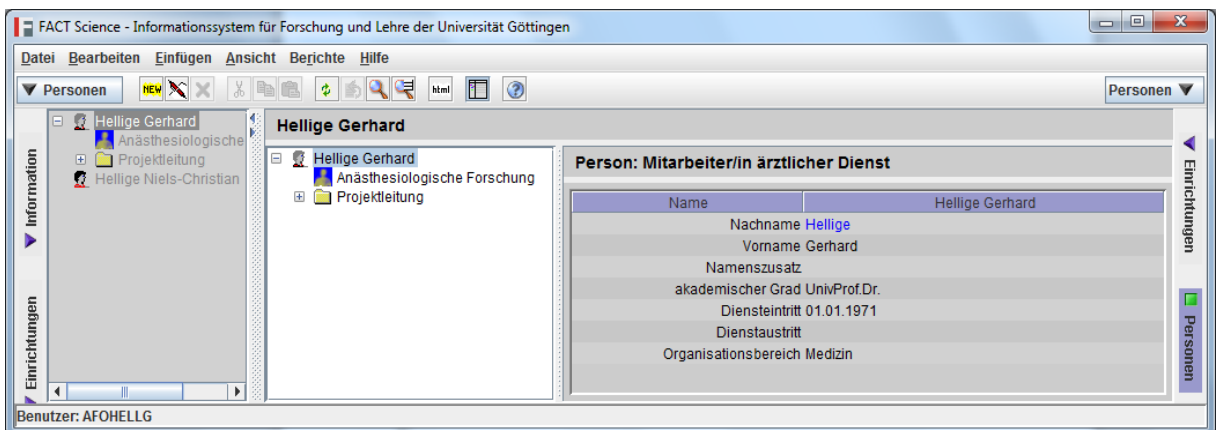 FACT Science - Informationssystem für Forschung und Lehre der Universität Göttingen
Datei Bearbeiten Einfügen Ansicht Berichte Hilfe
Personen NEW html Personen
Information
Einrichtungen
Hellige Gerhard
Anästhesiologische
Projektleitung
Hellige Niels-Christian
Hellige Gerhard
Hellige Gerhard
Anästhesiologische Forschung
Projektleitung
Person: Mitarbeiter/in ärztlicher Dienst
Name Hellige Gerhard
Nachname Hellige
Vorname Gerhard
Namenszusatz
akademischer Grad UnivProf.Dr.
Diensteintritt 01.01.1971
Dienstaustritt
Organisationsbereich Medizin
Einrichtungen
Personen
Benutzer: AFOHELLG